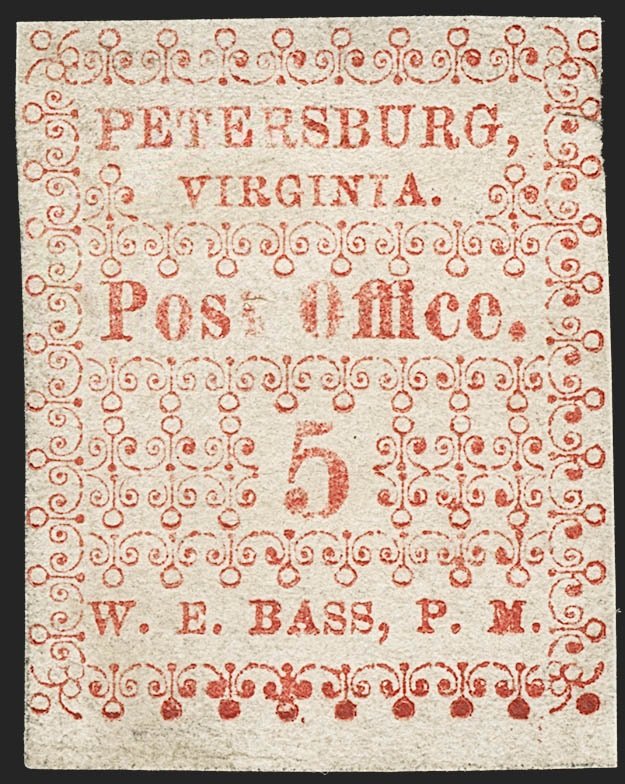 PETERSBURG,
VIRGINIA.
Post Office.
5
W. E. BASS, P. M.